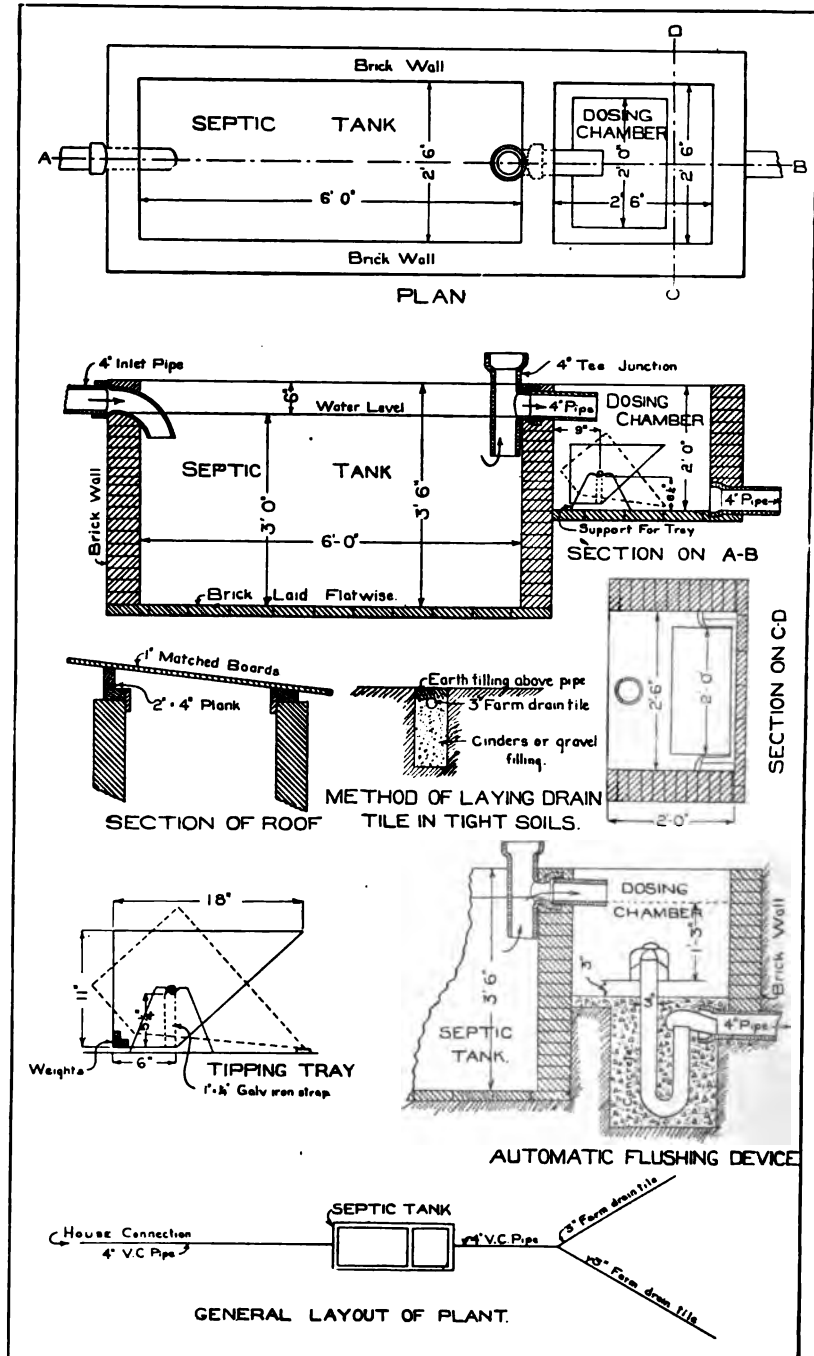 D
Brick Wall
SEPTIC TANK
DOSING
CHAMBER
A
B
2' 6"
2' 0"
2' 6"
6' 0"
2' 6"
Brick Wall
C
PLAN
4" Inlet Pipe
4" Tee Junction
6"
Water Level
4" Pipe
DOSING
CHAMBER
9"
SEPTIC TANK
2'-0"
3' 0"
3' 6"
4" Pipe
Brick Wall
6'-0"
Support For Tray
SECTION ON A-B
Brick Laid Flatwise.
1" Matched Boards
2" × 4" Plank
SECTION OF ROOF
Earth filling above pipe
3" Farm drain tile
Cinders or gravel
filling.
METHOD OF LAYING DRAIN
TILE IN TIGHT SOILS.
2'-6"
2'-0"
2'-0"
SECTION ON C-D
18"
11"
Weights
6"
TIPPING TRAY
1" × ⅛" Galv iron strap
DOSING
CHAMBER
1'-3"
3"
3"
3' 6"
Brick Wall
SEPTIC
TANK.
4" Pipe
Concrete
AUTOMATIC FLUSHING DEVICE
SEPTIC TANK
House Connection
4" V.C Pipe
4" V.C. Pipe
3" Farm drain tile
3" Farm drain tile
GENERAL LAYOUT OF PLANT.